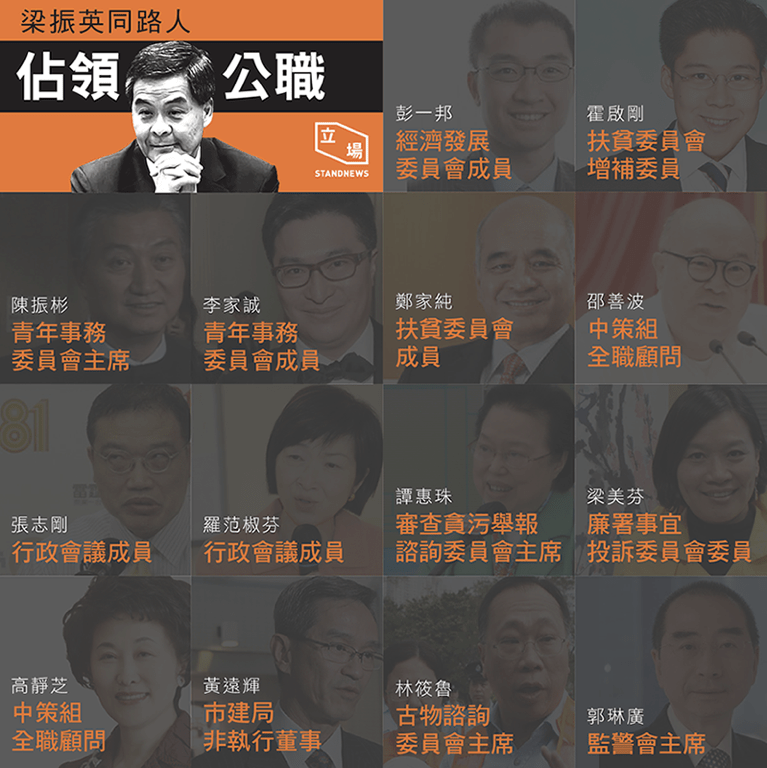 梁振英同路人
佔領 公職
立場
STANDNEWS
彭一邦
經濟發展
委員會成員
霍啟剛
扶貧委員會
增補委員
陳振彬
青年事務
委員會主席
李家誠
青年事務
委員會成員
鄭家純
扶貧委員會
成員
邵善波
中策組
全職顧問
81
張志剛
行政會議成員
羅范椒芬
行政會議成員
譚惠珠
審查貪污舉報
諮詢委員會主席
梁美芬
廉署事宜
投訴委員會委員
高靜芝
中策組
全職顧問
黃遠輝
市建局
非執行董事
林筱魯
古物諮詢
委員會主席
郭琳廣
監警會主席